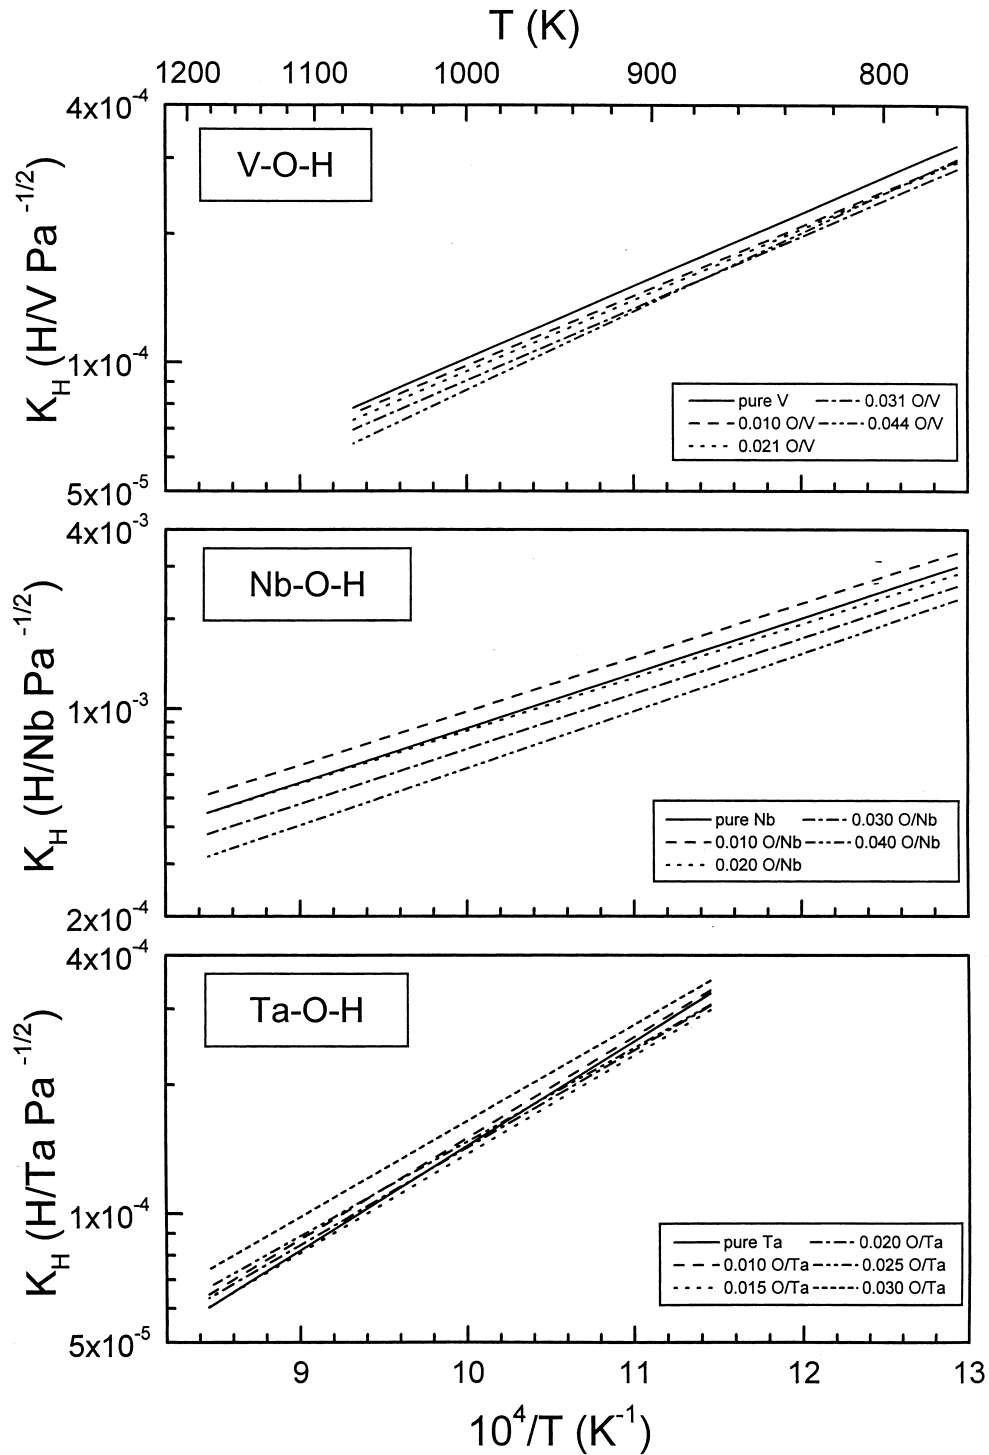 T (K)
1200 1100 1000 900 800
4x10⁻⁴
V-O-H
K_H (H/V Pa ⁻¹/²)
1x10⁻⁴
pure V 0.031 O/V
0.010 O/V 0.044 O/V
0.021 O/V
5x10⁻⁵
4x10⁻³
Nb-O-H
K_H (H/Nb Pa ⁻¹/²)
1x10⁻³
pure Nb 0.030 O/Nb
0.010 O/Nb 0.040 O/Nb
0.020 O/Nb
2x10⁻⁴
4x10⁻⁴
Ta-O-H
K_H (H/Ta Pa ⁻¹/²)
1x10⁻⁴
pure Ta 0.020 O/Ta
0.010 O/Ta 0.025 O/Ta
0.015 O/Ta 0.030 O/Ta
5x10⁻⁵
9 10 11 12 13
10⁴/T (K⁻¹)